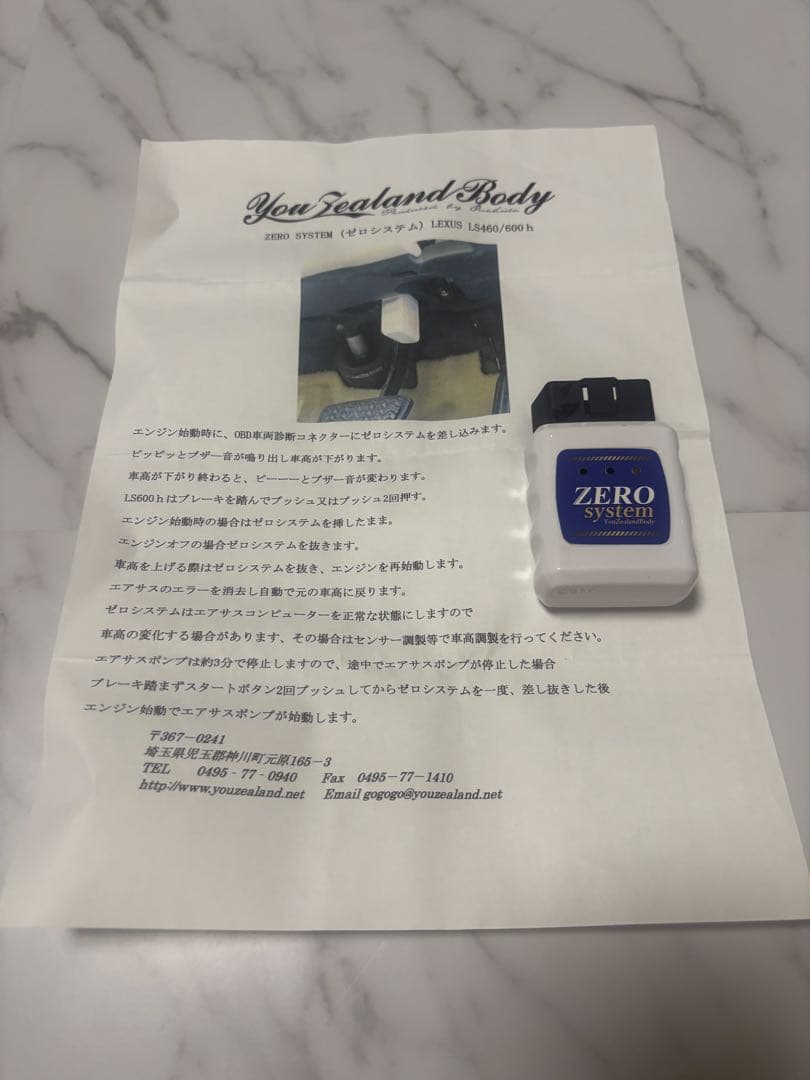 YouZealandBody
Produced by
ZERO SYSTEM (ゼロシステム) LEXUS LS460/600ｈ
エンジン始動時に、OBD車両診断コネクターにゼロシステムを差し込みます。
ピッピッとブザー音が鳴り出し車高が下がります。
車高が下がり終わると、ピーーーとブザー音が変わります。
LS600ｈはブレーキを踏んでプッシュ又はプッシュ2回押す。
エンジン始動時の場合はゼロシステムを挿したまま。
エンジンオフの場合ゼロシステムを抜きます。
車高を上げる際はゼロシステムを抜き、エンジンを再始動します。
エアサスのエラーを消去し自動で元の車高に戻ります。
ゼロシステムはエアサスコンピューターを正常な状態にしますので
車高の変化する場合があります、その場合はセンサー調製等で車高調製を行ってください。
エアサスポンプは約3分で停止しますので、途中でエアサスポンプが停止した場合
ブレーキ踏まずスタートボタン2回プッシュしてからゼロシステムを一度、差し抜きした後
エンジン始動でエアサスポンプが始動します。
〒367－0241
埼玉県児玉郡神川町元原165－3
TEL 0495‐77‐0940 Fax 0495－77－1410
http://www.youzealand.net Email gogogo@youzealand.net
ZERO
system
YouZealandBody